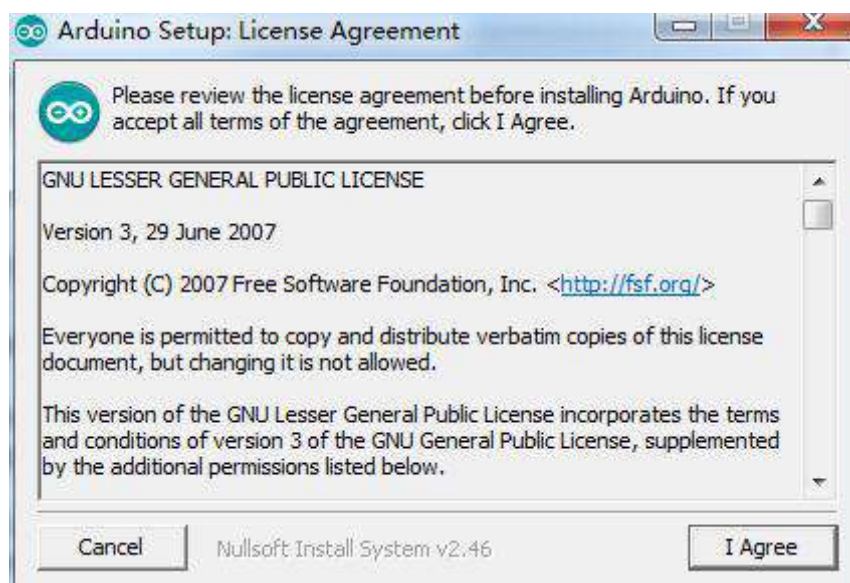 Arduino Setup: License Agreement
Please review the license agreement before installing Arduino. If you
accept all terms of the agreement, click I Agree.
GNU LESSER GENERAL PUBLIC LICENSE
Version 3, 29 June 2007
Copyright (C) 2007 Free Software Foundation, Inc. <http://fsf.org/>
Everyone is permitted to copy and distribute verbatim copies of this license
document, but changing it is not allowed.
This version of the GNU Lesser General Public License incorporates the terms
and conditions of version 3 of the GNU General Public License, supplemented
by the additional permissions listed below.
Cancel
Nullsoft Install System v2.46
I Agree